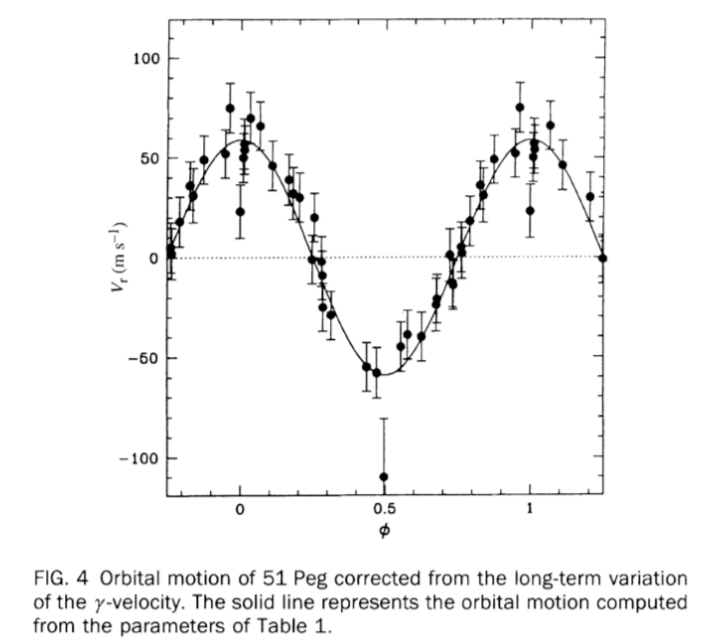 100
50
0
−50
−100
V_r (m s⁻¹)
0
0.5
1
ϕ
FIG. 4 Orbital motion of 51 Peg corrected from the long-term variation
of the γ-velocity. The solid line represents the orbital motion computed
from the parameters of Table 1.